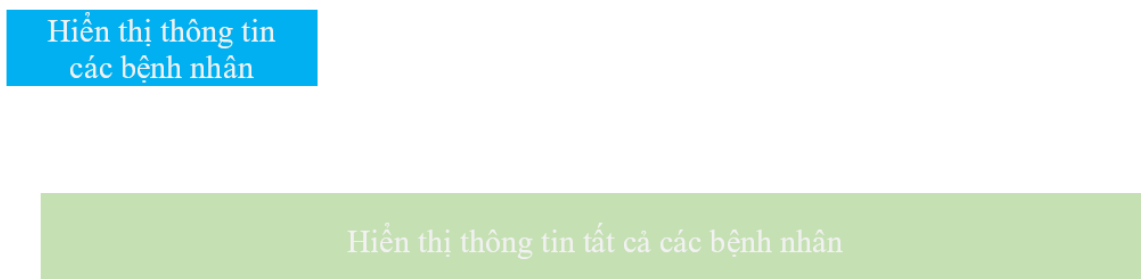 Hiển thị thông tin
các bệnh nhân
Hiển thị thông tin tất cả các bệnh nhân